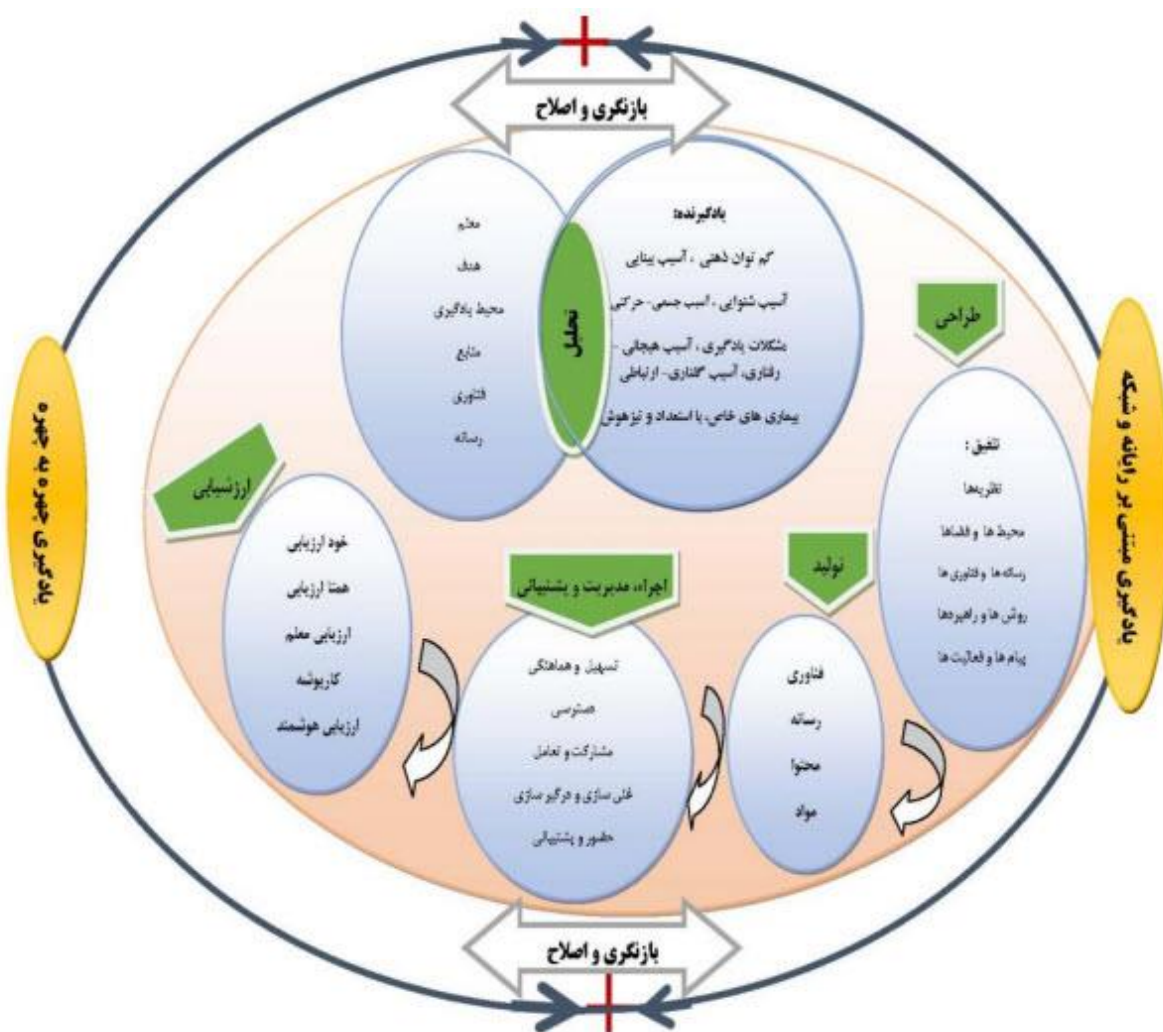 بازنگری و اصلاح
یادگیرنده:
کم توان ذهنی ، آسیب بینایی
آسیب شنوایی ، آسیب جسمی- حرکتی
مشکلات یادگیری ، آسیب هیجانی -
رفتاری، آسیب گفتاری- ارتباطی
بیماری های خاص، با استعداد و تیزهوش
تحلیل
معلم
هدف
محیط یادگیری
منابع
فناوری
رسانه
طراحی
تلفیق :
نظریه‌ها
محیط ها و فضاها
رسانه ها و فناوری ها
روش ها و راهبردها
پیام ها و فعالیت ها
تولید
فناوری
رسانه
محتوا
مواد
اجراء، مدیریت و پشتیبانی
تسهیل و هماهنگی
دسترسی
مشارکت و تعامل
غنی سازی و درگیر سازی
حضور و پشتیبانی
ارزشیابی
خود ارزیابی
همتا ارزیابی
ارزیابی معلم
کارپوشه
ارزیابی هوشمند
یادگیری مبتنی بر رایانه و شبکه
یادگیری چهره به چهره
بازنگری و اصلاح